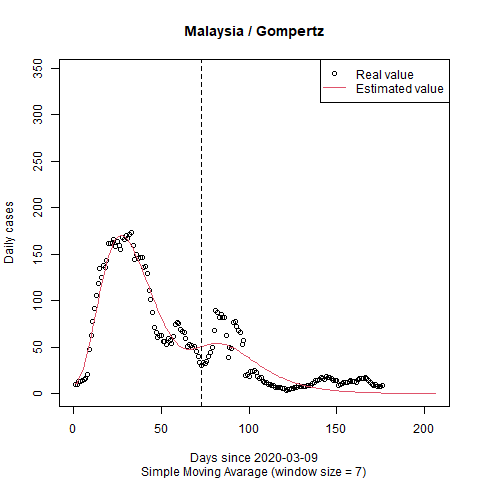 Malaysia / Gompertz
Real value
Estimated value
Daily cases
350
300
250
200
150
100
50
0
0
50
100
150
200
Days since 2020-03-09
Simple Moving Avarage (window size = 7)